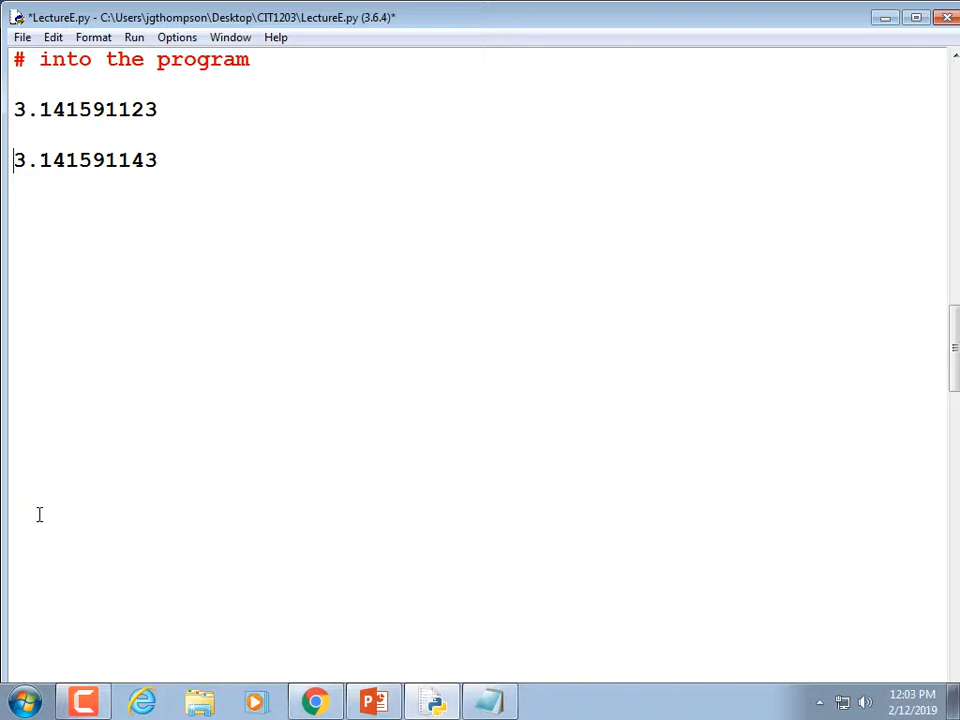 *LectureE.py - C:\Users\jgthompson\Desktop\CIT1203\LectureE.py (3.6.4)*
File Edit Format Run Options Window Help
# into the program
3.141591123
3.141591143
12:03 PM
2/12/2019